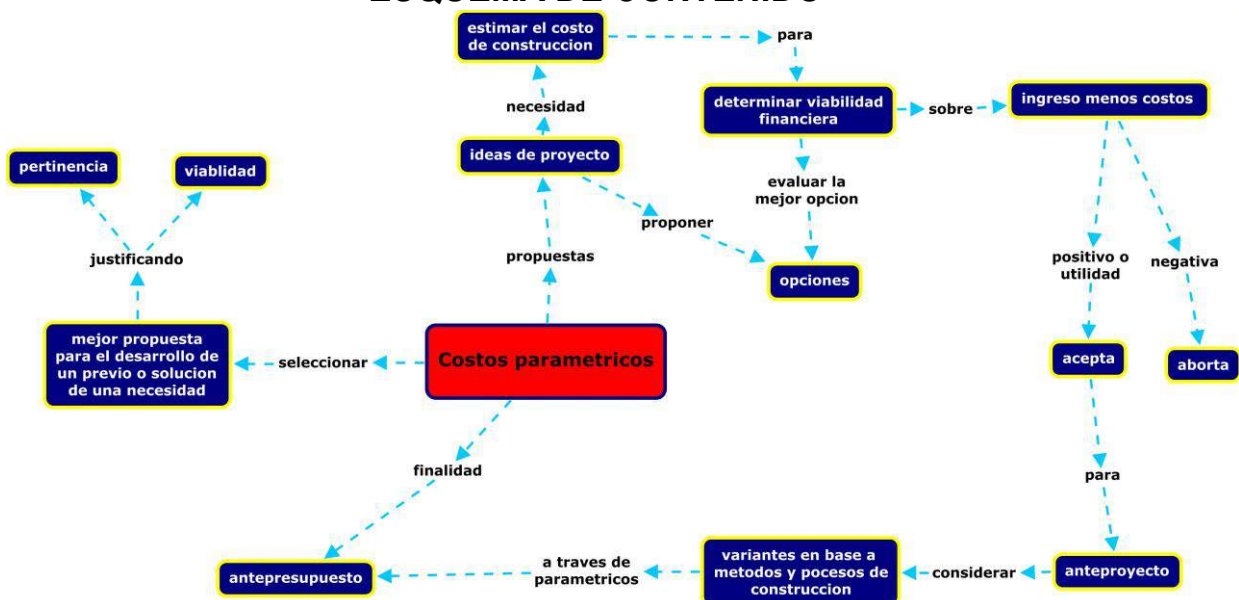 ESQUEMA DE CONTENIDO
estimar el costo
de construccion
para
necesidad
determinar viabilidad
financiera
sobre
ingreso menos costos
ideas de proyecto
pertinencia
viablidad
evaluar la
mejor opcion
proponer
justificando
propuestas
opciones
positivo o
utilidad
negativa
mejor propuesta
para el desarrollo de
un previo o solucion
de una necesidad
seleccionar
Costos parametricos
acepta
aborta
finalidad
para
antepresupuesto
a traves de
parametricos
variantes en base a
metodos y pocesos de
construccion
considerar
anteproyecto